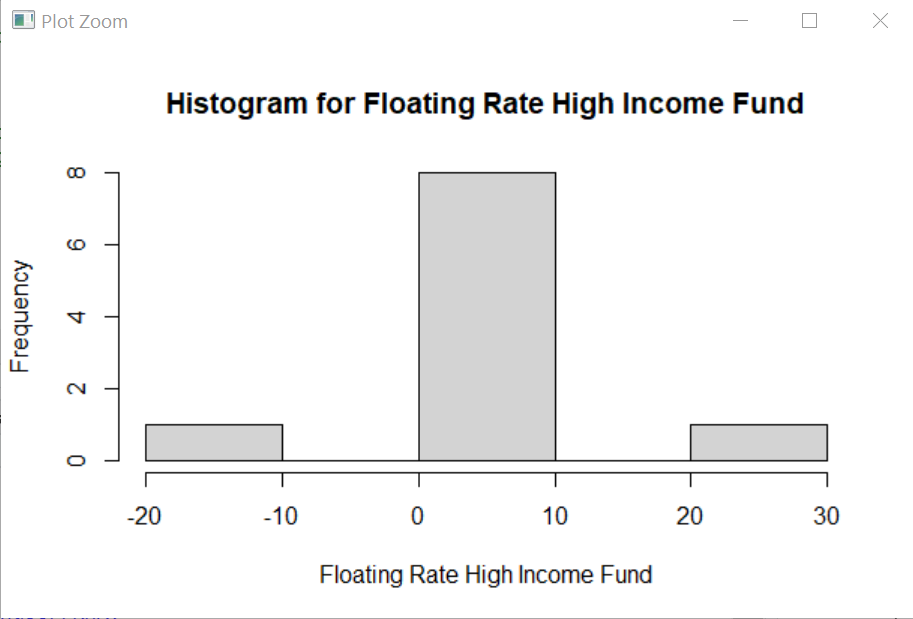 Plot Zoom
Histogram for Floating Rate High Income Fund
8
6
4
2
0
Frequency
-20 -10 0 10 20 30
Floating Rate High Income Fund